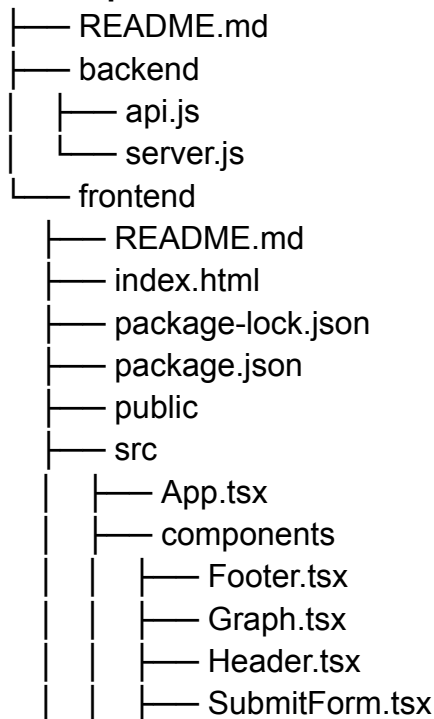 ├── README.md
├── backend
│   ├── api.js
│   └── server.js
└── frontend
    ├── README.md
    ├── index.html
    ├── package-lock.json
    ├── package.json
    ├── public
    ├── src
    │   ├── App.tsx
    │   ├── components
    │   │   ├── Footer.tsx
    │   │   ├── Graph.tsx
    │   │   ├── Header.tsx
    │   │   ├── SubmitForm.tsx